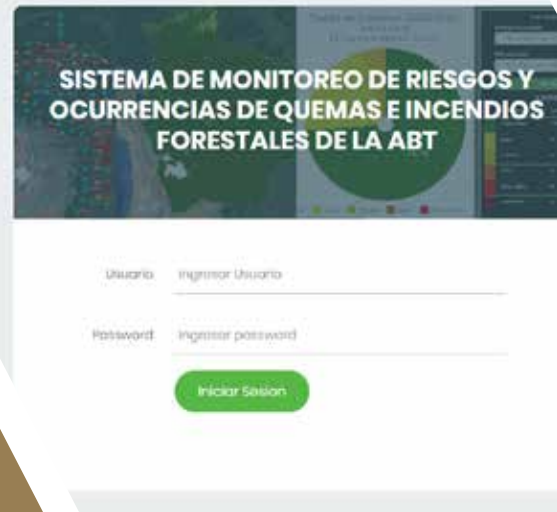 SISTEMA DE MONITOREO DE RIESGOS Y
OCURRENCIAS DE QUEMAS E INCENDIOS
FORESTALES DE LA ABT
Usuario Ingresar Usuario
Password Ingresar password
Iniciar Sesion